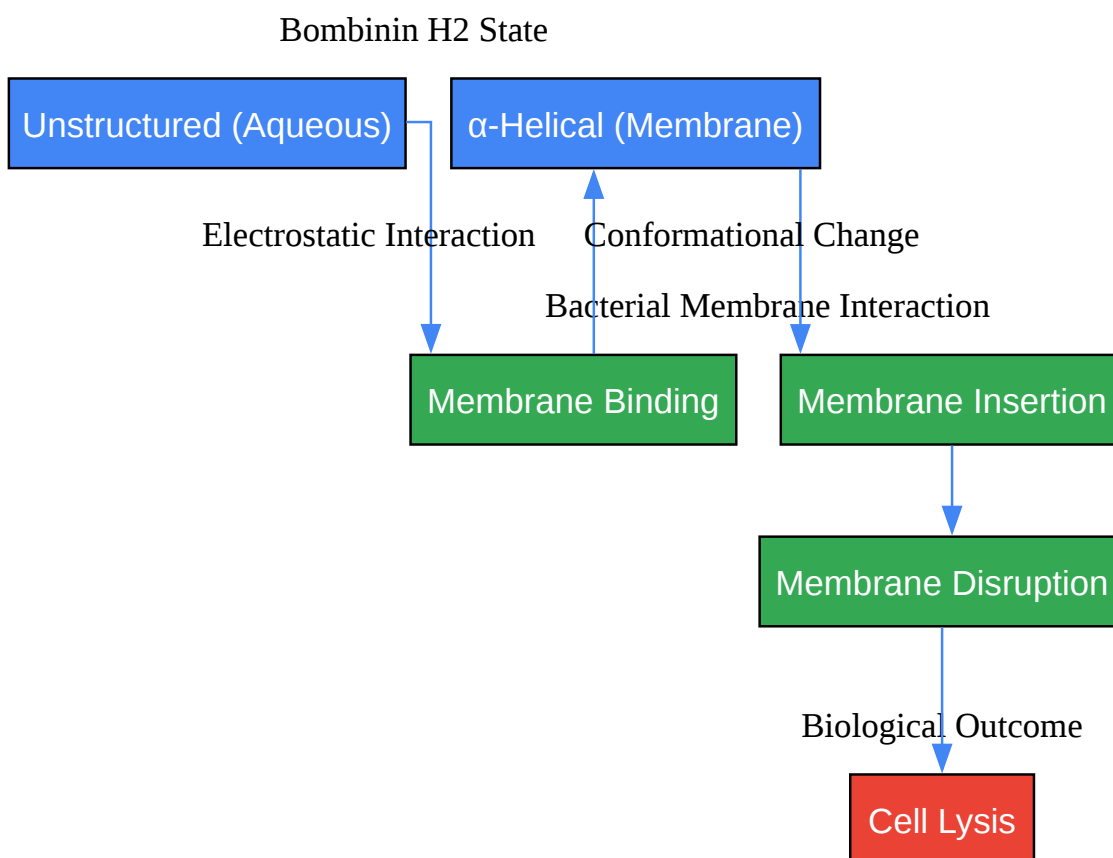 Bombinin H2 State
Unstructured (Aqueous)
α-Helical (Membrane)
Electrostatic Interaction
Conformational Change
Bacterial Membrane Interaction
Membrane Binding
Membrane Insertion
Membrane Disruption
Biological Outcome
Cell Lysis